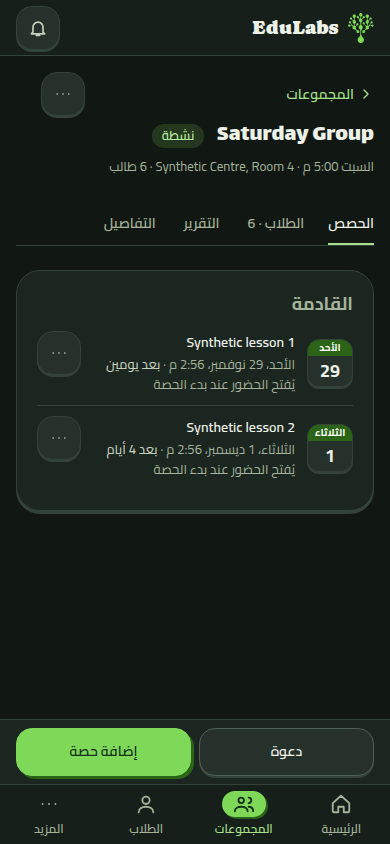 EduLabs
المجموعات
Saturday Group نشطة
السبت 5:00 م · Synthetic Centre, Room 4 · 6 طالب
الحصص
الطلاب · 6
التقرير
التفاصيل
القادمة
الأحد
29
Synthetic lesson 1
الأحد، 29 نوفمبر، 2:56 م · بعد يومين
يُفتح الحضور عند بدء الحصة
الثلاثاء
1
Synthetic lesson 2
الثلاثاء، 1 ديسمبر، 2:56 م · بعد 4 أيام
يُفتح الحضور عند بدء الحصة
دعوة
إضافة حصة
الرئيسية
المجموعات
الطلاب
المزيد